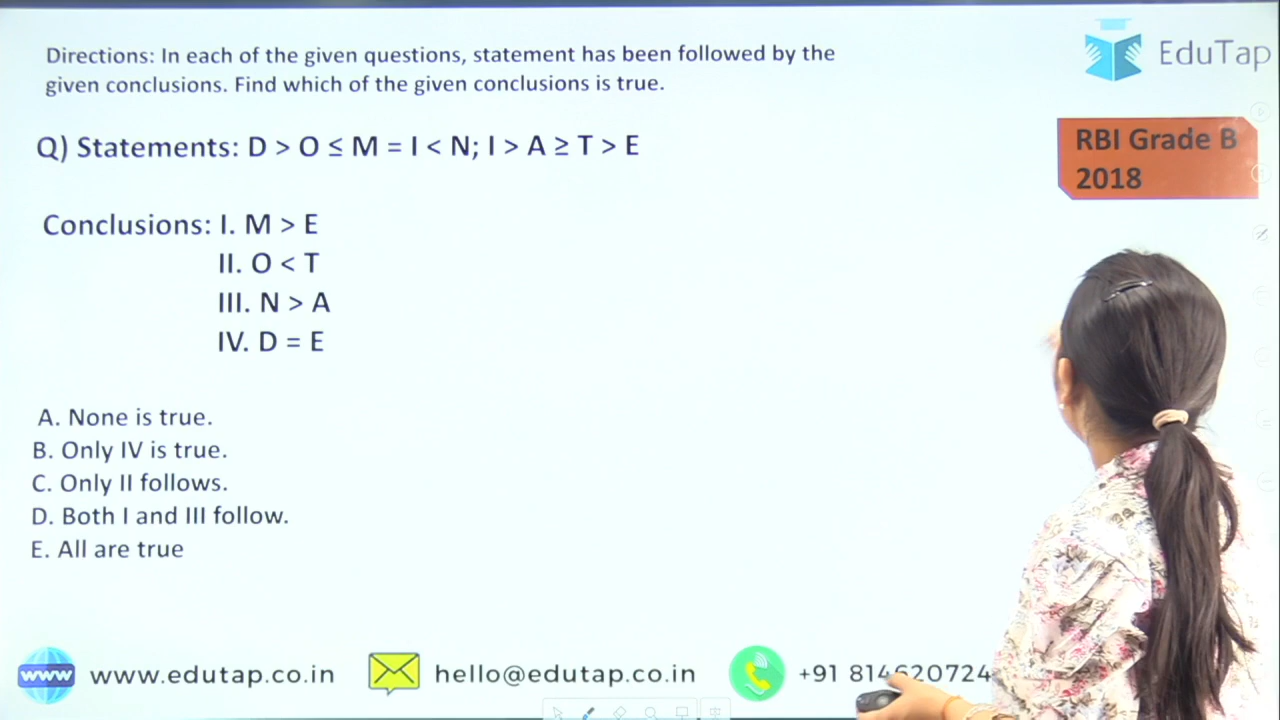 Directions: In each of the given questions, statement has been followed by the
given conclusions. Find which of the given conclusions is true.
EduTap
RBI Grade B
2018
Q) Statements: D > O ≤ M = I < N; I > A ≥ T > E
Conclusions: I. M > E
II. O < T
III. N > A
IV. D = E
A. None is true.
B. Only IV is true.
C. Only II follows.
D. Both I and III follow.
E. All are true
www www.edutap.co.in hello@edutap.co.in +91 814620724